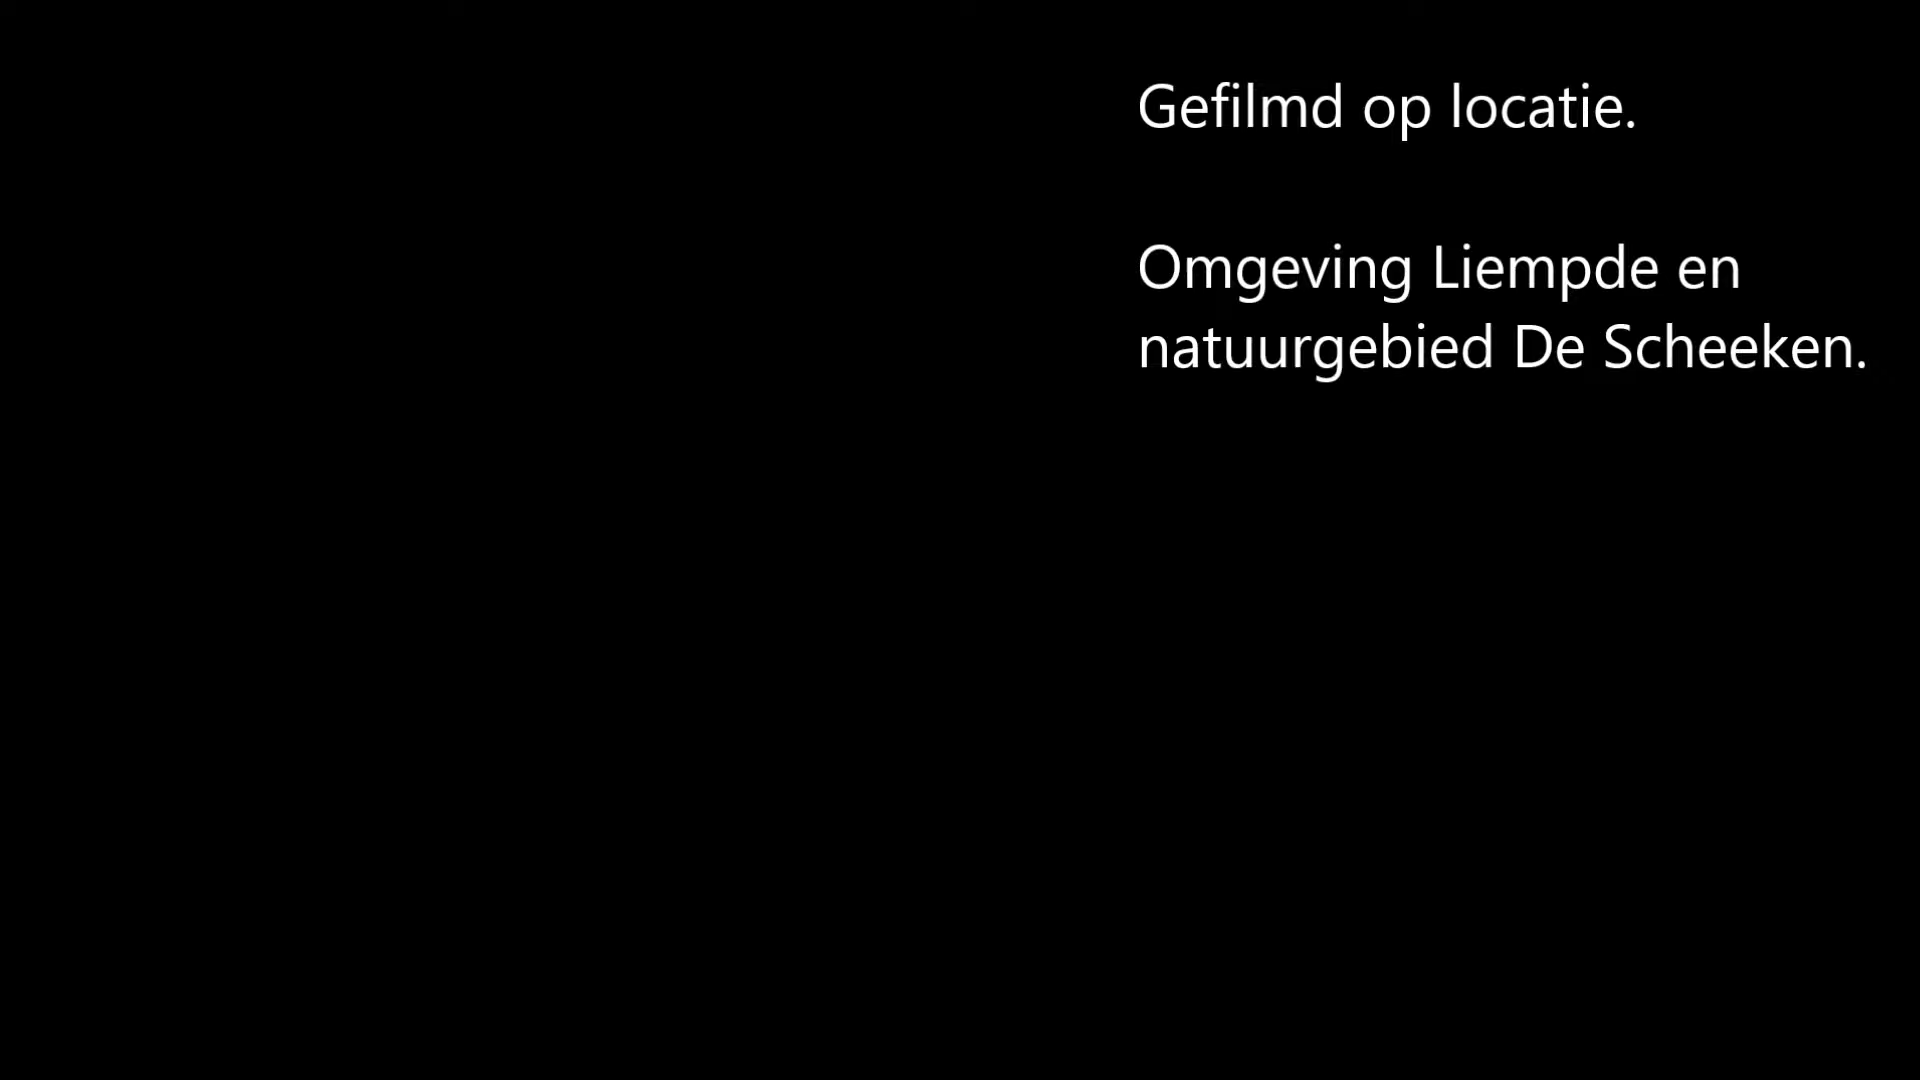 Gefilmd op locatie.
Omgeving Liempde en
natuurgebied De Scheeken.